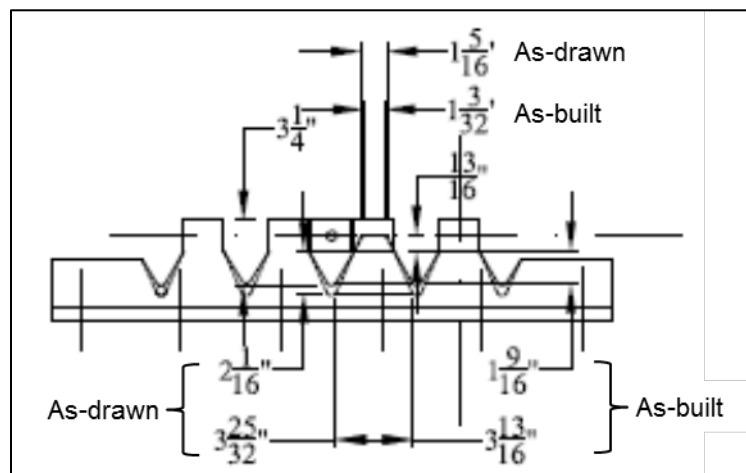 1 5/16' As-drawn
1 3/32' As-built
3 1/4"
13/16"
2 1/16" 1 9/16"
As-drawn As-built
3 25/32" 3 13/16"